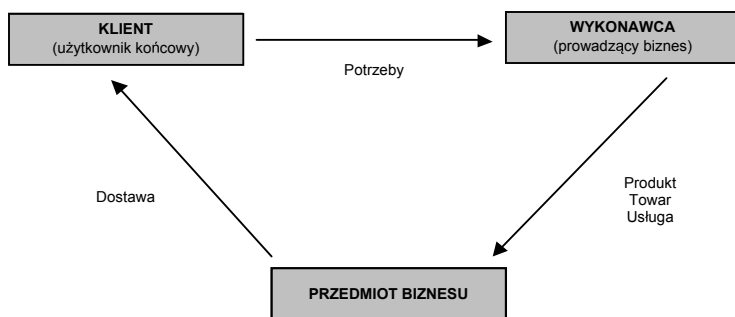 KLIENT
(użytkownik końcowy)
WYKONAWCA
(prowadzący biznes)
Potrzeby
Dostawa
Produkt
Towar
Usługa
PRZEDMIOT BIZNESU